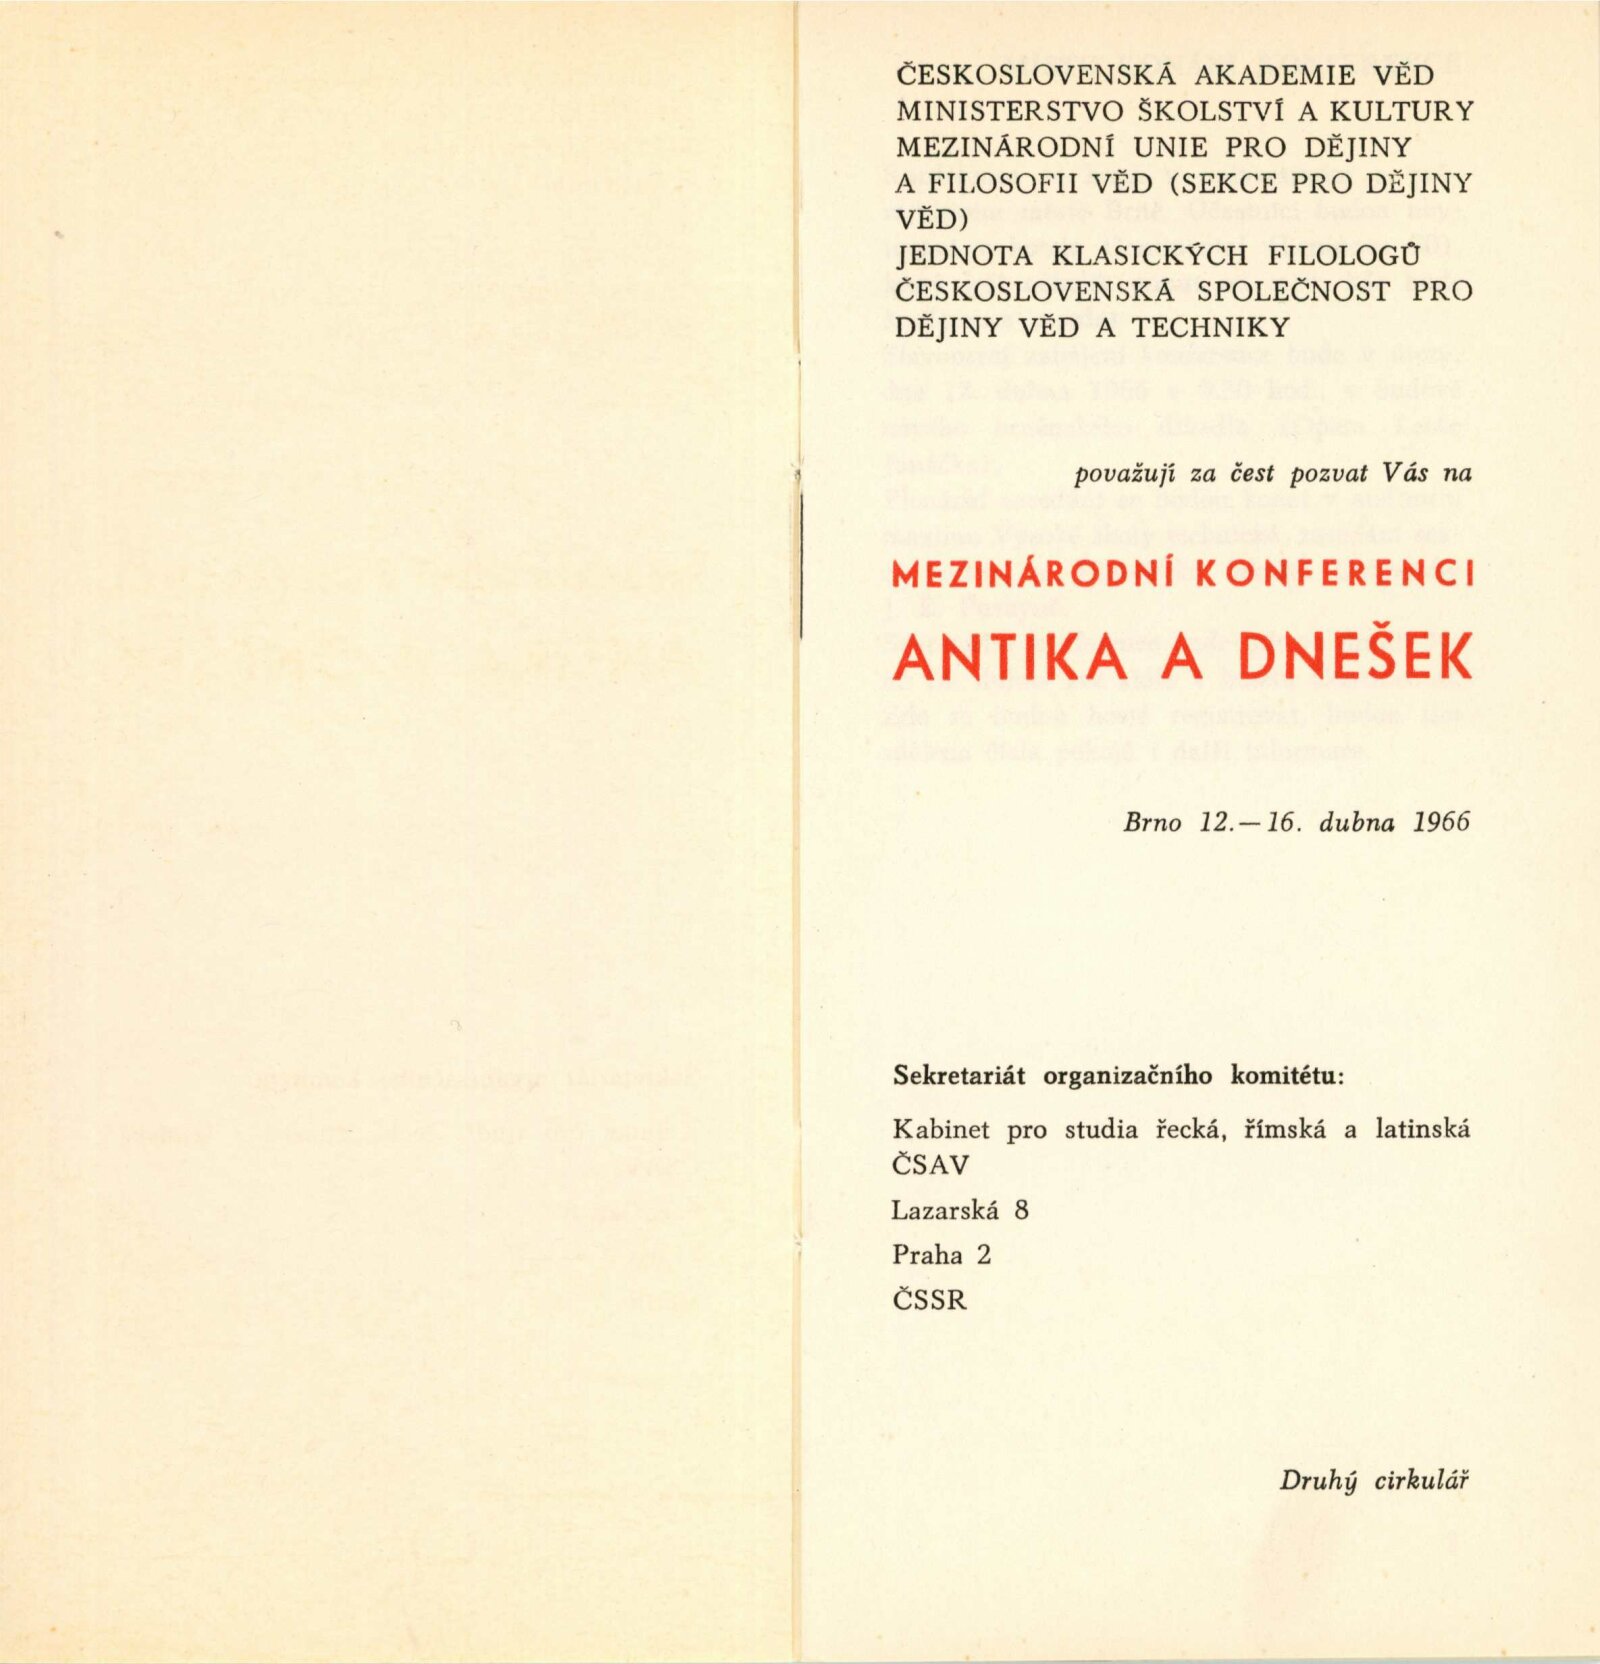 ČESKOSLOVENSKÁ AKADEMIE VĚD
MINISTERSTVO ŠKOLSTVÍ A KULTURY
MEZINÁRODNÍ UNIE PRO DĚJINY
A FILOSOFII VĚD (SEKCE PRO DĚJINY
VĚD)
JEDNOTA KLASICKÝCH FILOLOGŮ
ČESKOSLOVENSKÁ SPOLEČNOST PRO
DĚJINY VĚD A TECHNIKY
považují za čest pozvat Vás na
MEZINÁRODNÍ KONFERENCI
ANTIKA A DNEŠEK
Brno 12.—16. dubna 1966
Sekretariát organizačního komitétu:
Kabinet pro studia řecká, římská a latinská
ČSAV
Lazarská 8
Praha 2
ČSSR
Druhý cirkulář